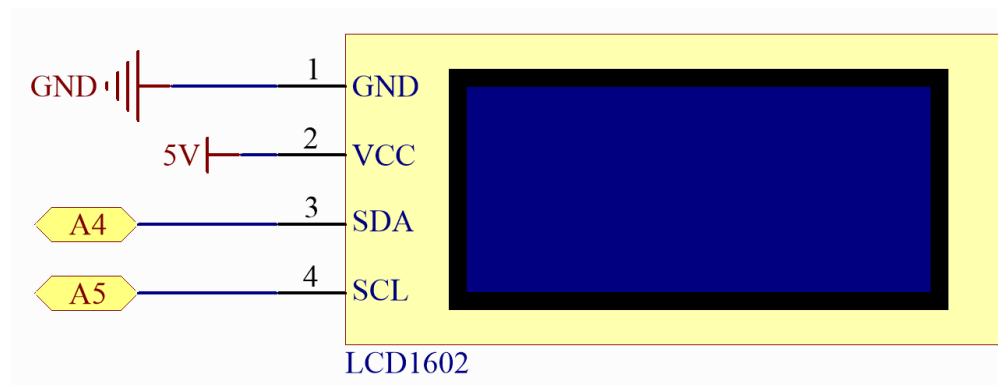 GND 1 GND
5V 2 VCC
A4 3 SDA
A5 4 SCL
LCD1602